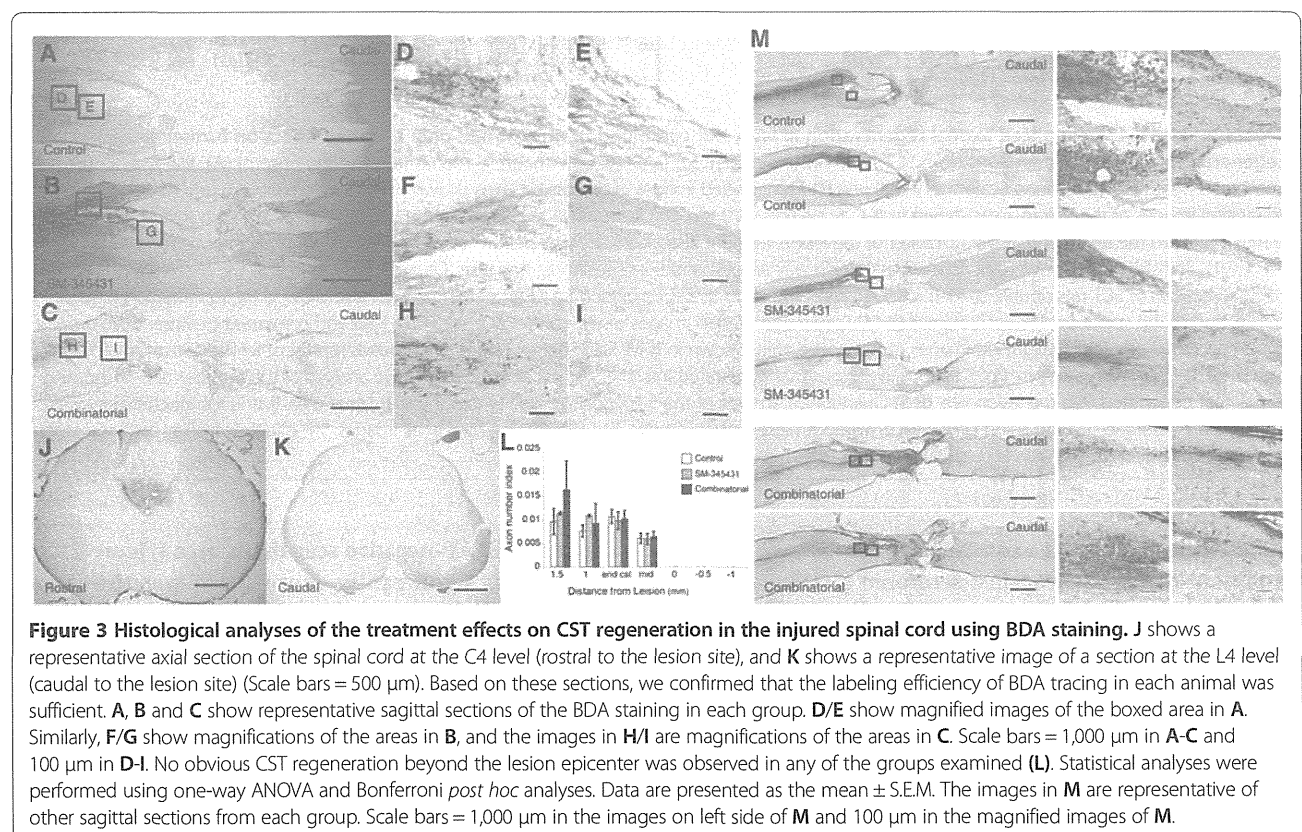 A
Caudal
D
E
Control
B
Caudal
G
SM-345431
C
Caudal
H
I
Combinatorial
D
E
F
G
H
I
J
Rostral
K
Caudal
L
0.025
0.02
0.015
0.01
0.005
0
Axon number index
Control
SM-345431
Combinatorial
1.5 1 end cst mid 0 -0.5 -1
Distance from Leision (mm)
M
Caudal
Control
Caudal
Control
Caudal
SM-345431
Caudal
SM-345431
Caudal
Combinatorial
Caudal
Combinatorial
Figure 3 Histological analyses of the treatment effects on CST regeneration in the injured spinal cord using BDA staining. J shows a
representative axial section of the spinal cord at the C4 level (rostral to the lesion site), and K shows a representative image of a section at the L4 level
(caudal to the lesion site) (Scale bars = 500 μm). Based on these sections, we confirmed that the labeling efficiency of BDA tracing in each animal was
sufficient. A, B and C show representative sagittal sections of the BDA staining in each group. D/E show magnified images of the boxed area in A.
Similarly, F/G show magnifications of the areas in B, and the images in H/I are magnifications of the areas in C. Scale bars = 1,000 μm in A-C and
100 μm in D-I. No obvious CST regeneration beyond the lesion epicenter was observed in any of the groups examined (L). Statistical analyses were
performed using one-way ANOVA and Bonferroni post hoc analyses. Data are presented as the mean ± S.E.M. The images in M are representative of
other sagittal sections from each group. Scale bars = 1,000 μm in the images on left side of M and 100 μm in the magnified images of M.